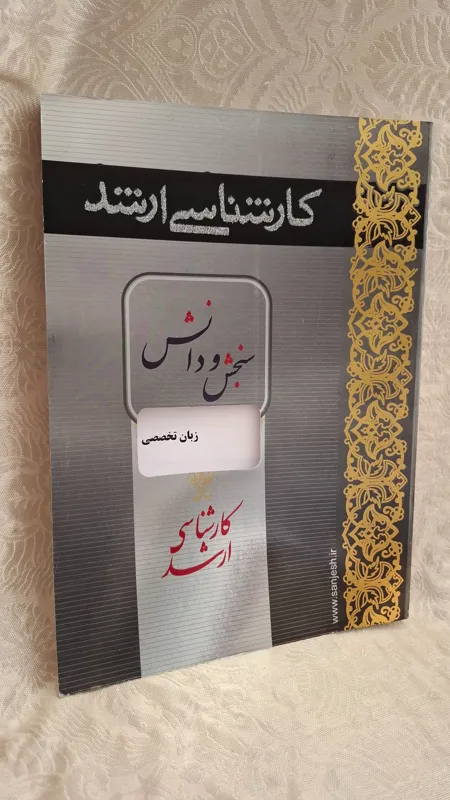 کارشناسی ارشد
سنجش و دانش
زبان تخصصی
کارشناسی
ارشد
www.sanjesh.ir